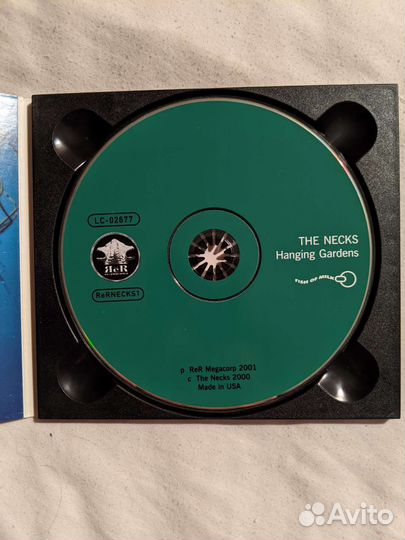 LC-02677
THE NECKS
Hanging Gardens
FISH OF MILK
ReR
MEGACORP
ReRNECKS1
p ReR Megacorp 2001
c The Necks 2000
Made in USA
Avito